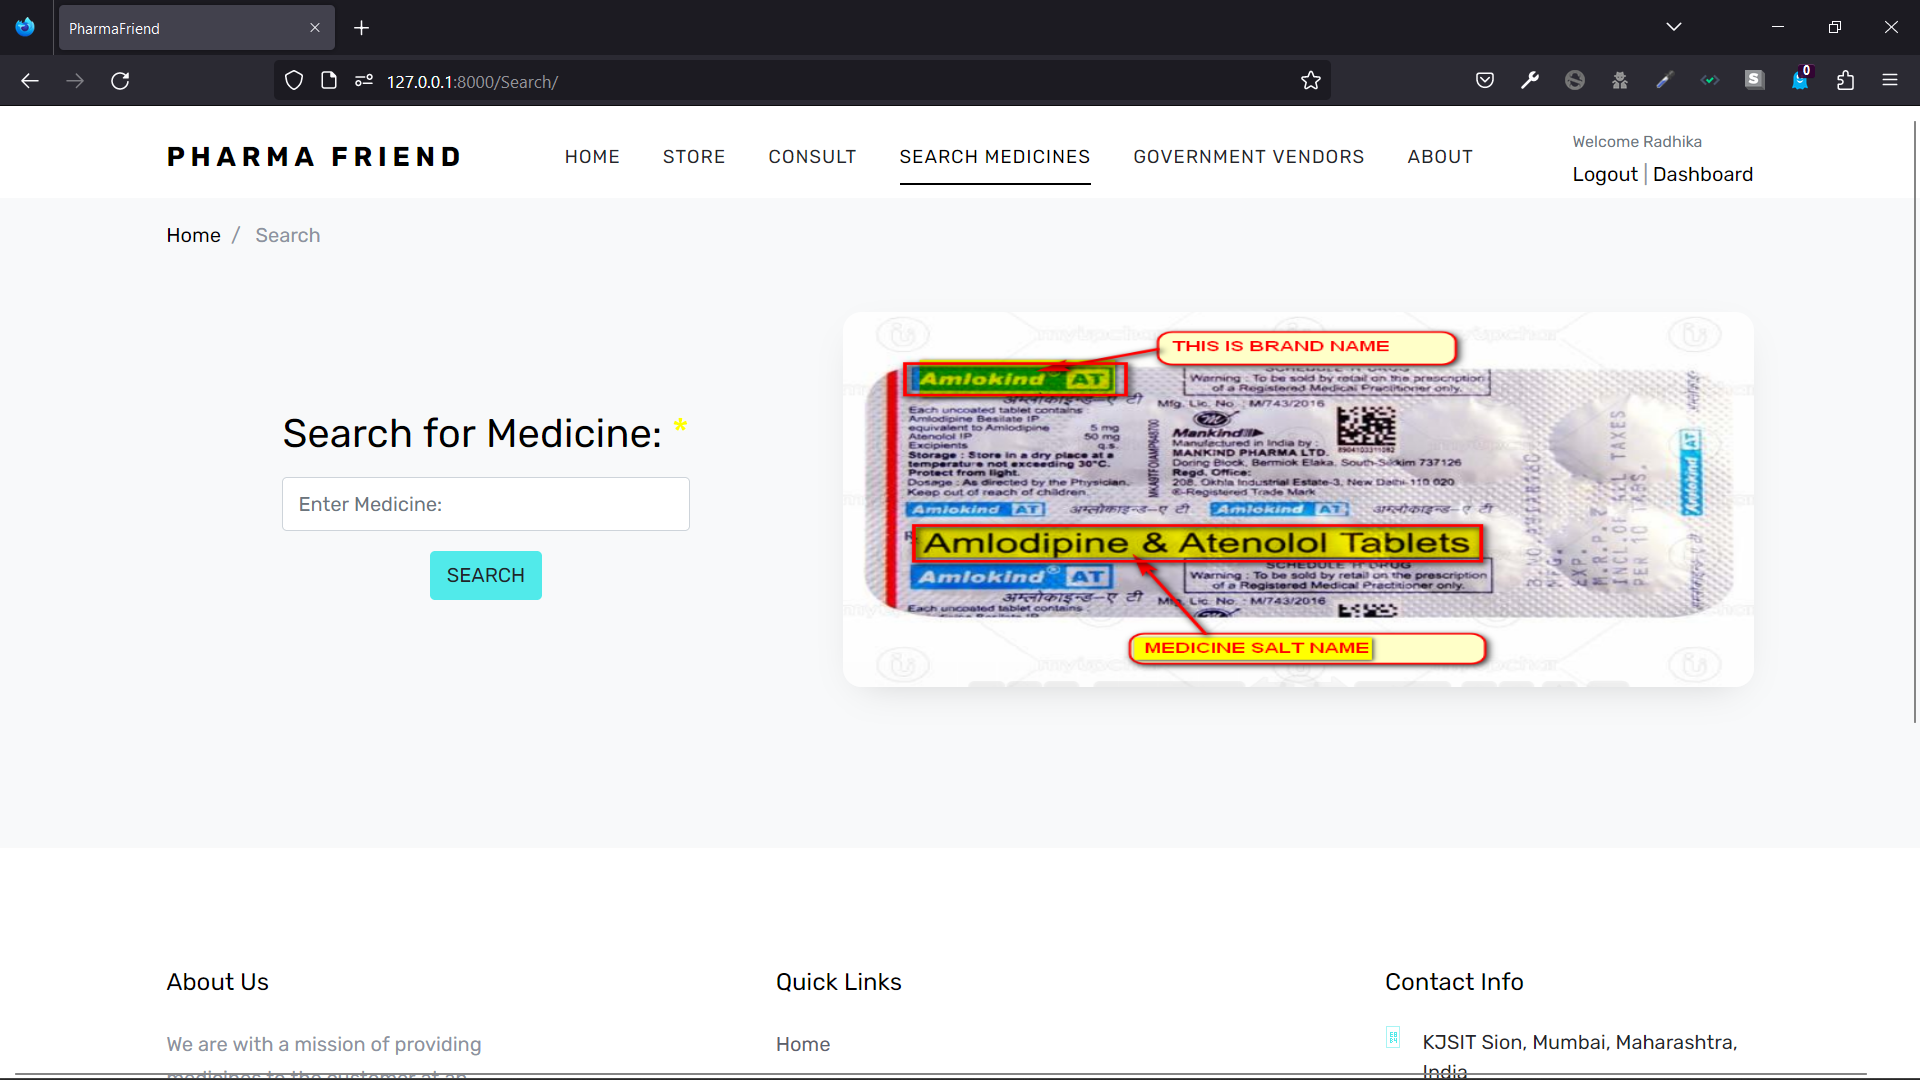 PharmaFriend
127.0.0.1:8000/Search/
0
S
PHARMA FRIEND
HOME
STORE
CONSULT
SEARCH MEDICINES
GOVERNMENT VENDORS
ABOUT
Welcome Radhika
Logout | Dashboard
Home / Search
Search for Medicine: *
Enter Medicine:
SEARCH
THIS IS BRAND NAME
Amlokind AT
अम्लोकाइन्ड-ए टी
Each uncoated tablet contains
Amlodipine Besilate IP
equivalent to Amlodipine 5 mg
Atenolol IP 50 mg
Excipients q.s.
Storage : Store in a dry place at a
temperature not exceeding 30°C.
Protect from light.
Dosage : As directed by the Physician.
Keep out of reach of children.
Warning : To be sold by retail on the prescription
of a Registered Medical Practitioner only.
Mfg. Lic. No. : M/743/2016
Mankind
Manufactured in India by :
MANKIND PHARMA LTD.
Doring Block, Bermiok Elaka, South-Sikkim 737126
Regd. Office:
208, Okhla Industrial Estate-3, New Delhi-110 020
®-Registered Trade Mark
Amlokind AT अम्लोकाइन्ड-ए टी Amlokind AT अम्लोकाइन्ड-ए टी
Amlodipine & Atenolol Tablets
Amlokind® AT
अम्लोकाइन्ड-ए टी
Each uncoated tablet contains
SCHEDULE H DRUG
Warning : To be sold by retail on the prescription
of a Registered Medical Practitioner only.
Mfg. Lic. No. : M/743/2016
Amlokind AT
INCL. OF ALL TAXES
PER 10 TABS.
MEDICINE SALT NAME
About Us
We are with a mission of providing
medicines to the customer at an
Quick Links
Home
Contact Info
KJSIT Sion, Mumbai, Maharashtra,
India